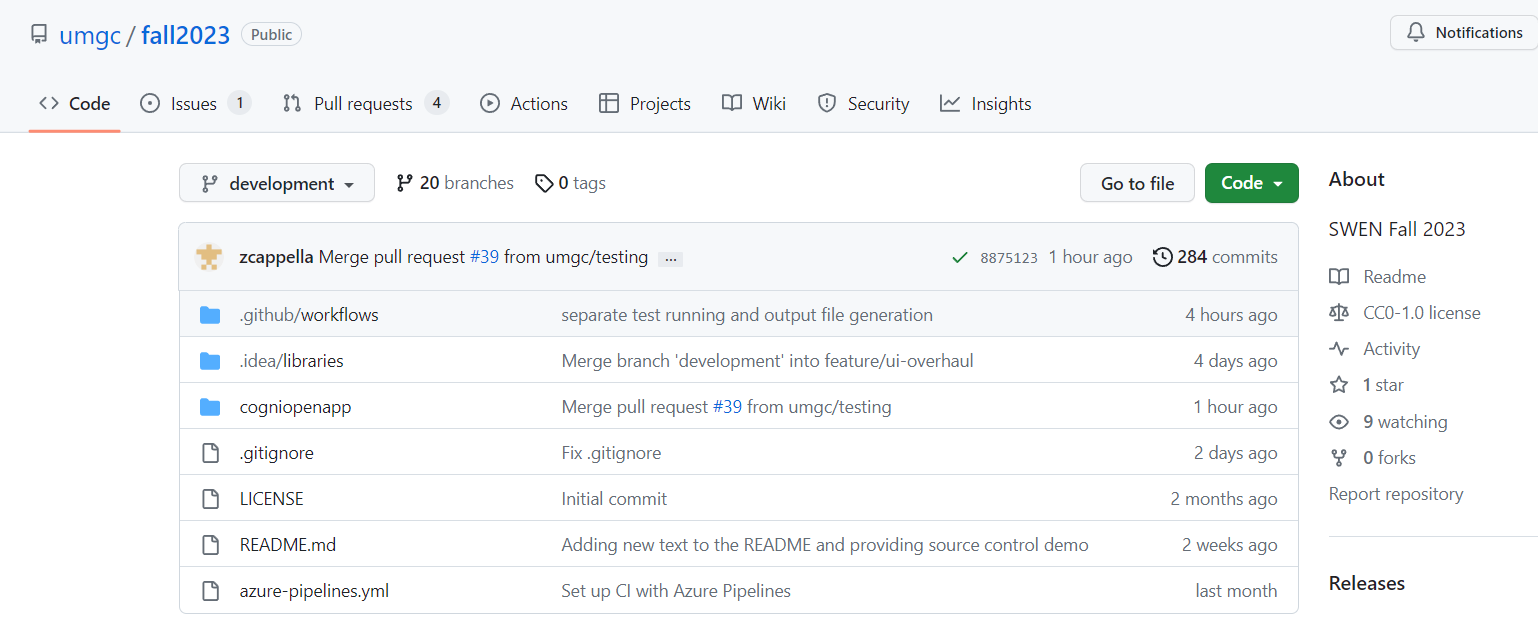 umgc / fall2023 Public
Notifications
Code Issues 1 Pull requests 4 Actions Projects Wiki Security Insights
development 20 branches 0 tags Go to file Code
zcappella Merge pull request #39 from umgc/testing ... 8875123 1 hour ago 284 commits
.github/workflows separate test running and output file generation 4 hours ago
.idea/libraries Merge branch 'development' into feature/ui-overhaul 4 days ago
cogniopenapp Merge pull request #39 from umgc/testing 1 hour ago
.gitignore Fix .gitignore 2 days ago
LICENSE Initial commit 2 months ago
README.md Adding new text to the README and providing source control demo 2 weeks ago
azure-pipelines.yml Set up CI with Azure Pipelines last month
About
SWEN Fall 2023
Readme
CC0-1.0 license
Activity
1 star
9 watching
0 forks
Report repository
Releases